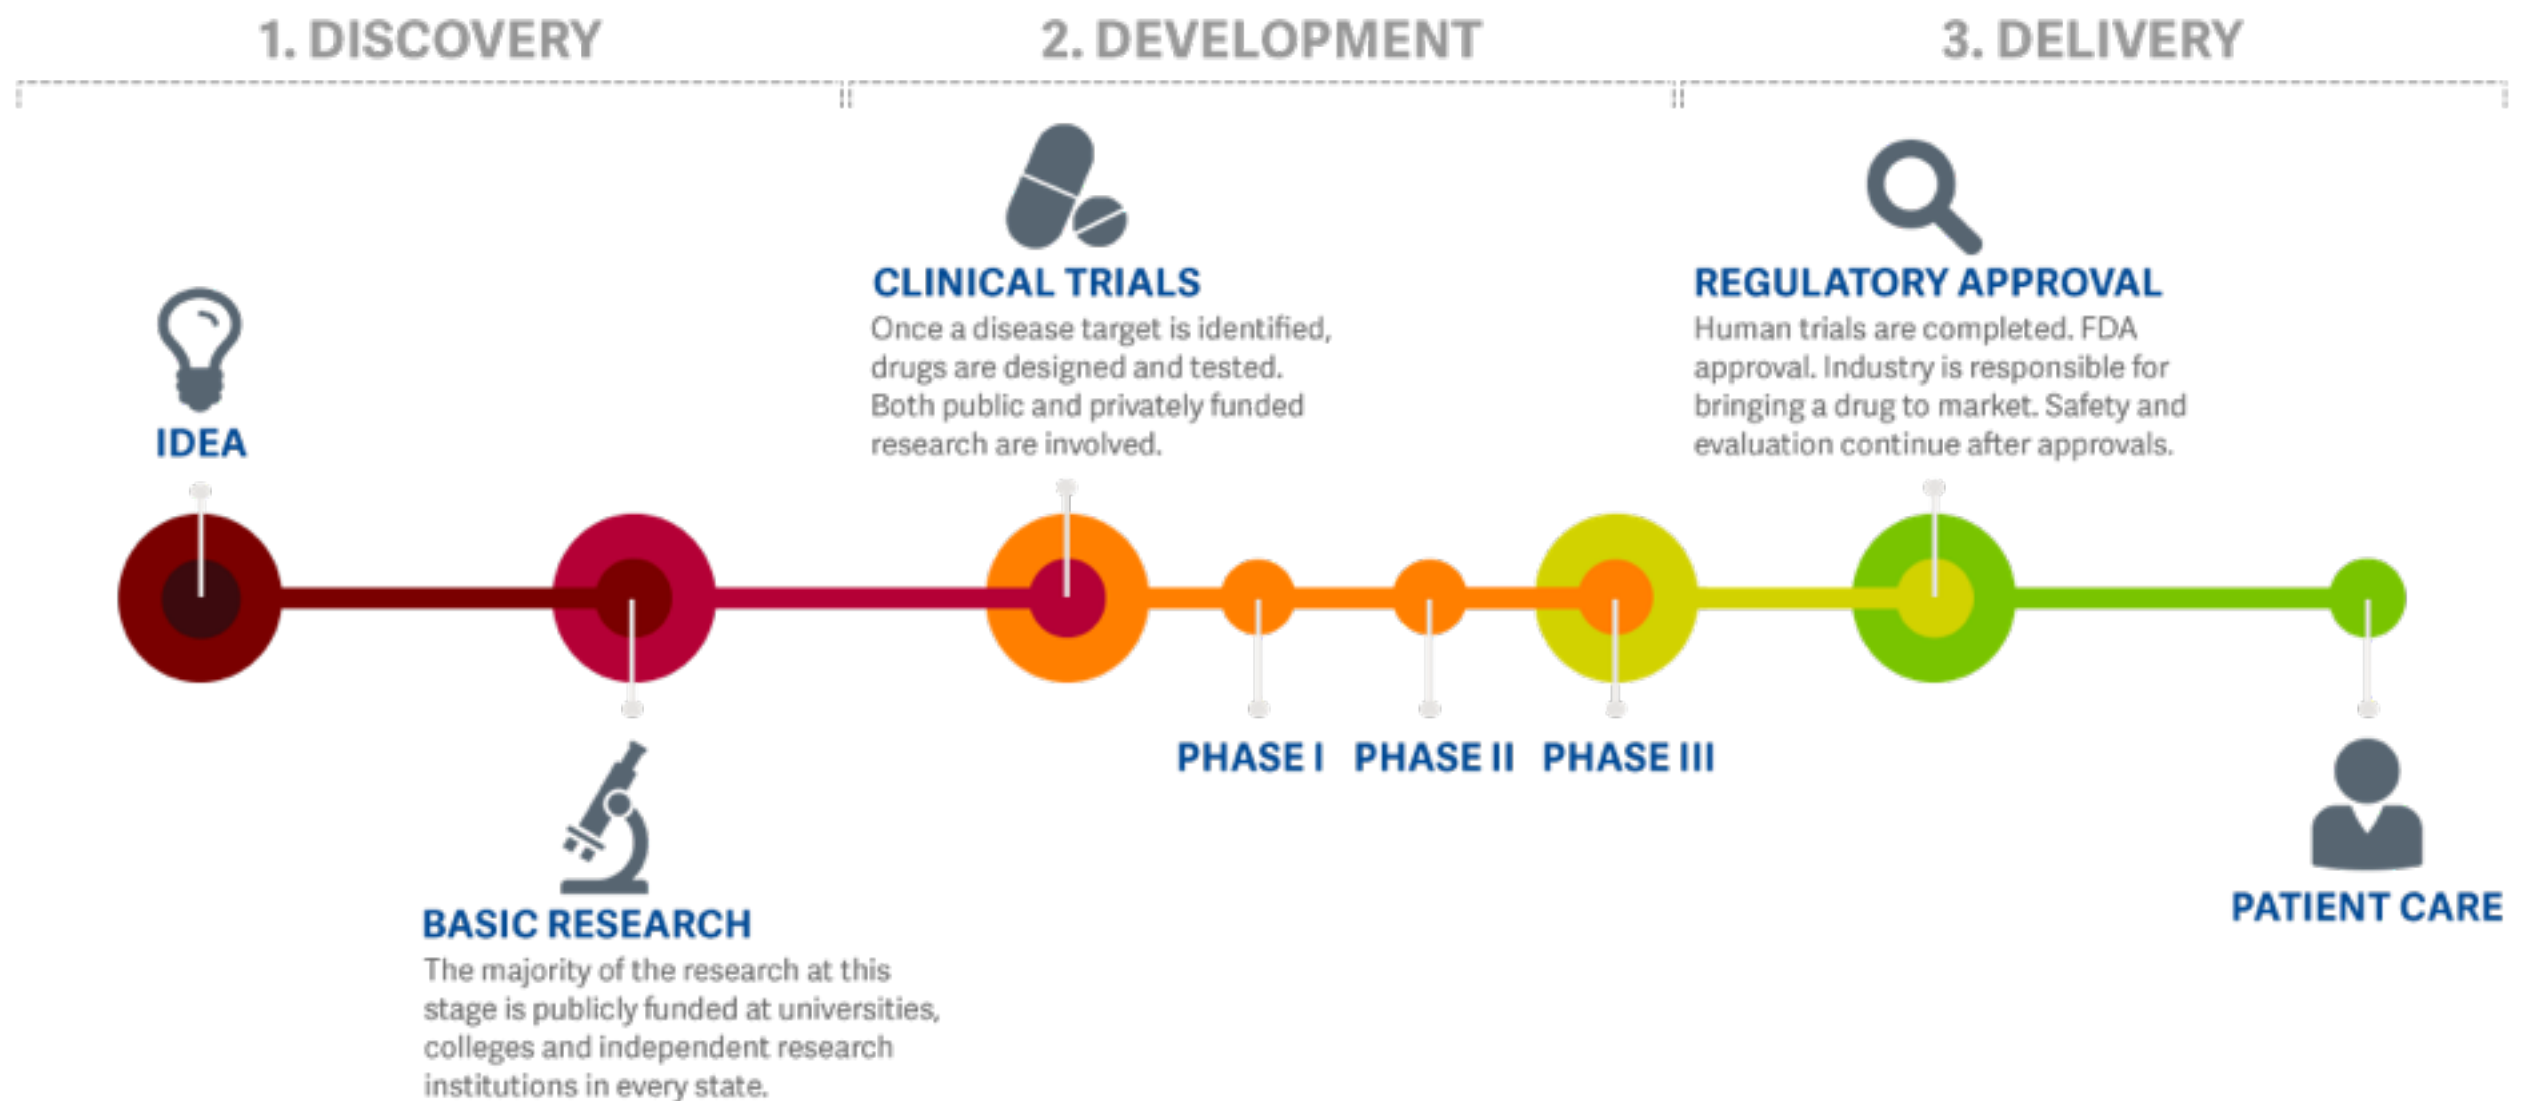 1. DISCOVERY
2. DEVELOPMENT
3. DELIVERY
IDEA
BASIC RESEARCH
The majority of the research at this
stage is publicly funded at universities,
colleges and independent research
institutions in every state.
CLINICAL TRIALS
Once a disease target is identified,
drugs are designed and tested.
Both public and privately funded
research are involved.
PHASE I
PHASE II
PHASE III
REGULATORY APPROVAL
Human trials are completed. FDA
approval. Industry is responsible for
bringing a drug to market. Safety and
evaluation continue after approvals.
PATIENT CARE